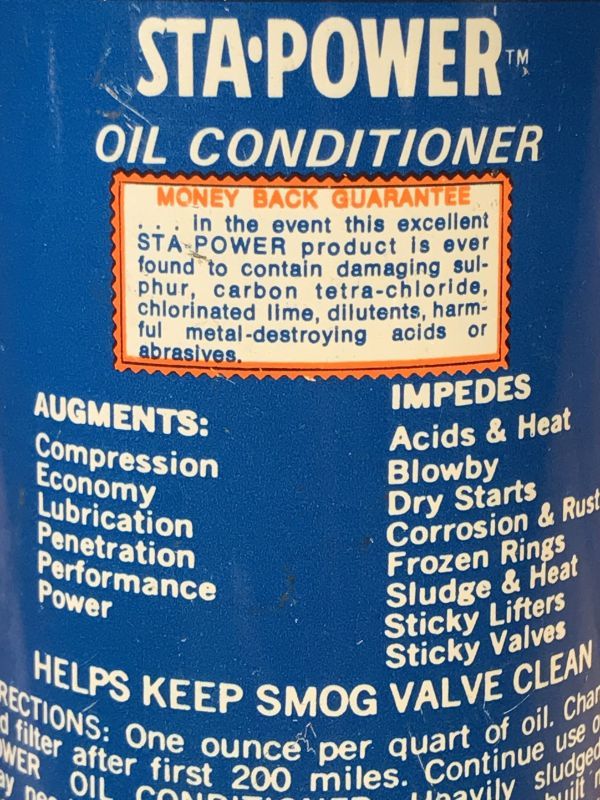 STA·POWER™
OIL CONDITIONER
MONEY BACK GUARANTEE
. . . in the event this excellent
STA-POWER product is ever
found to contain damaging sul-
phur, carbon tetra-chloride,
chlorinated lime, dilutents, harm-
ful metal-destroying acids or
abrasives.
AUGMENTS:
Compression
Economy
Lubrication
Penetration
Performance
Power
IMPEDES
Acids & Heat
Blowby
Dry Starts
Corrosion & Rust
Frozen Rings
Sludge & Heat
Sticky Lifters
Sticky Valves
HELPS KEEP SMOG VALVE CLEAN
RECTIONS: One ounce per quart of oil. Chan
d filter after first 200 miles. Continue use o
WER OIL CONDITIONER. Heavily sludged
built